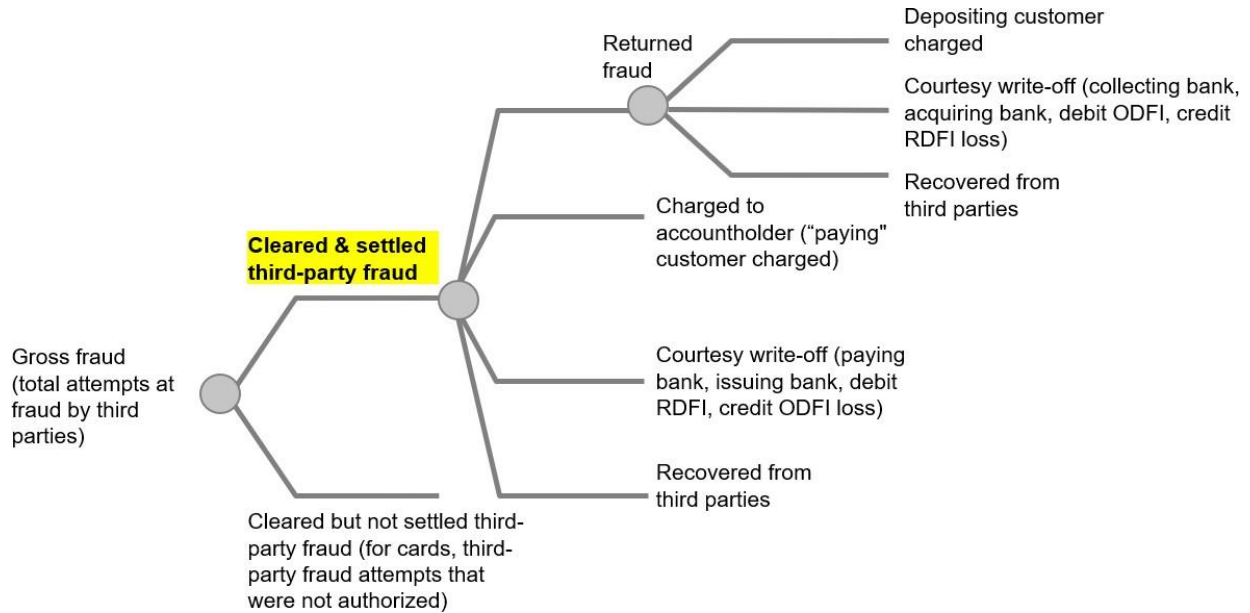 Depositing customer
charged
Returned
fraud
Courtesy write-off (collecting bank,
acquiring bank, debit ODFI, credit
RDFI loss)
Recovered from
third parties
Charged to
accountholder (“paying"
customer charged)
Cleared & settled
third-party fraud
Gross fraud
(total attempts at
fraud by third
parties)
Courtesy write-off (paying
bank, issuing bank, debit
RDFI, credit ODFI loss)
Recovered from
third parties
Cleared but not settled third-
party fraud (for cards, third-
party fraud attempts that
were not authorized)